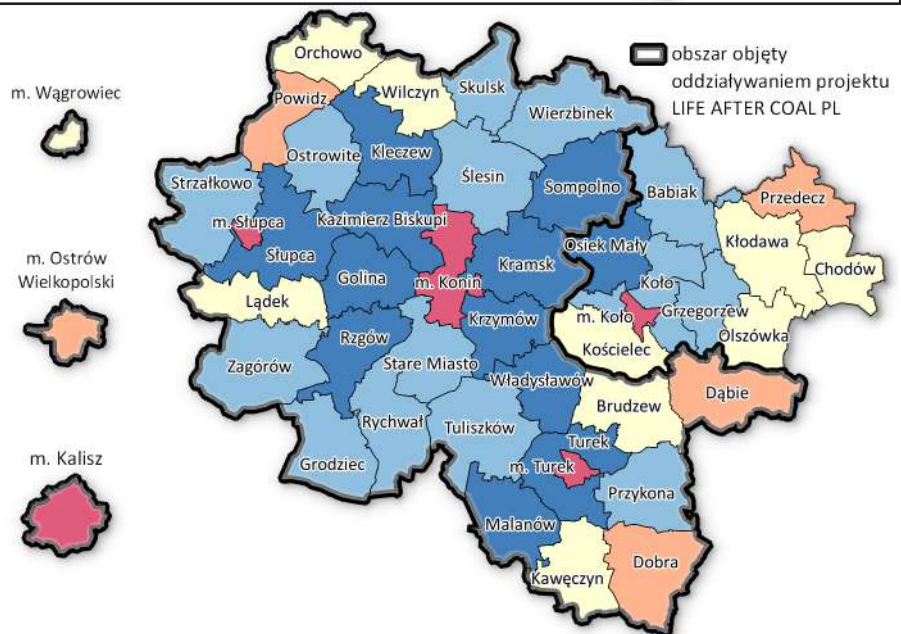 obszar objęty
oddziaływaniem projektu
LIFE AFTER COAL PL
m. Wągrowiec
m. Ostrów
Wielkopolski
m. Kalisz
Orchowo
Powidz
Wilczyn
Skulsk
Wierzbinek
Ostrowite
Kleczew
Ślesin
Strzałkowo
Sompolno
Babiak
Przedecz
m. Słupca
Kazimierz Biskupi
Kłodawa
Osiek Mały
Słupca
Golina
Kramsk
Chodów
Koło
m. Konin
Lądek
Grzegorzew
m. Koło
Krzymów
Olszówka
Rzgów
Kościelec
Zagórów
Stare Miasto
Władysławów
Dąbie
Brudzew
Rychwał
Tuliszków
Turek
Grodziec
m. Turek
Przykona
Malanów
Dobra
Kawęczyn